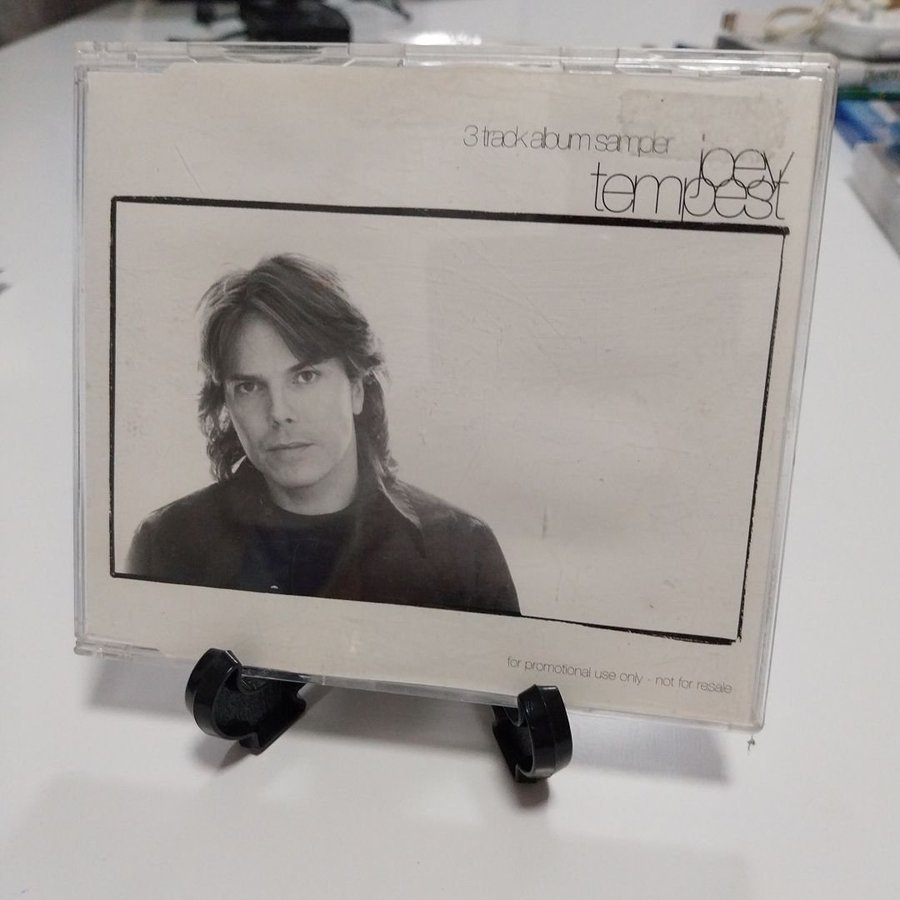 3 track album sampler
joey
tempest
for promotional use only - not for resale